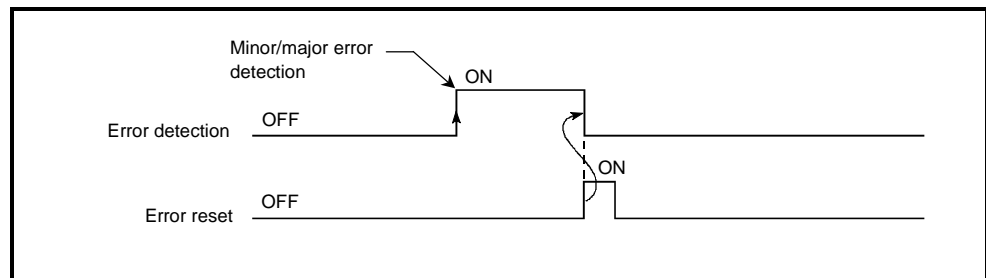 Minor/major error
detection
ON
OFF
Error detection
ON
OFF
Error reset